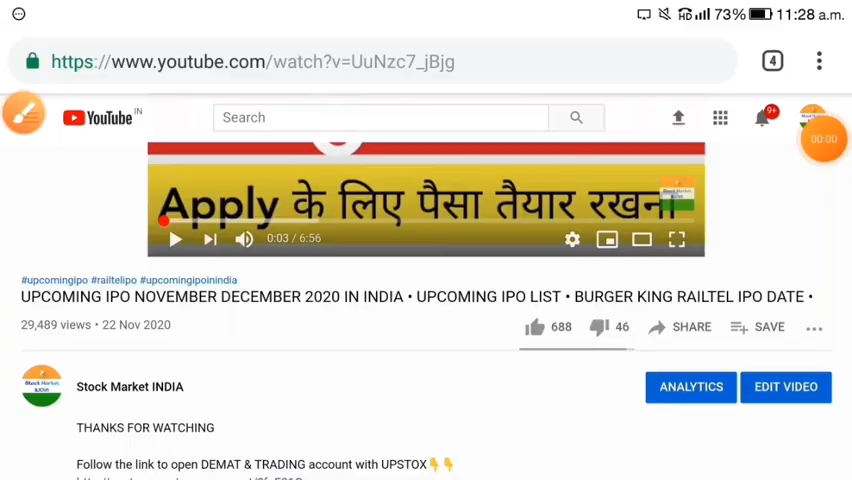 HD 73% 11:28 a.m.
https://www.youtube.com/watch?v=UuNzc7_jBjg
4
YouTube IN
Search
9+
00:00
Apply के लिए पैसा तैयार रखना
0:03 / 6:56
#upcomingipo #railtelipo #upcomingipoinindia
UPCOMING IPO NOVEMBER DECEMBER 2020 IN INDIA • UPCOMING IPO LIST • BURGER KING RAILTEL IPO DATE •
29,489 views • 22 Nov 2020
688 46 SHARE SAVE
Stock Market INDIA
ANALYTICS EDIT VIDEO
THANKS FOR WATCHING
Follow the link to open DEMAT & TRADING account with UPSTOX👇👇